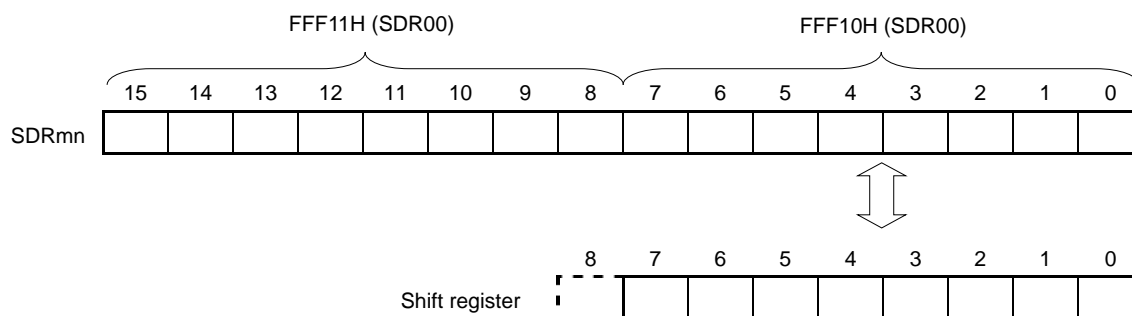 FFF11H (SDR00) FFF10H (SDR00)
15 14 13 12 11 10 9 8 7 6 5 4 3 2 1 0
SDRmn
8 7 6 5 4 3 2 1 0
Shift register